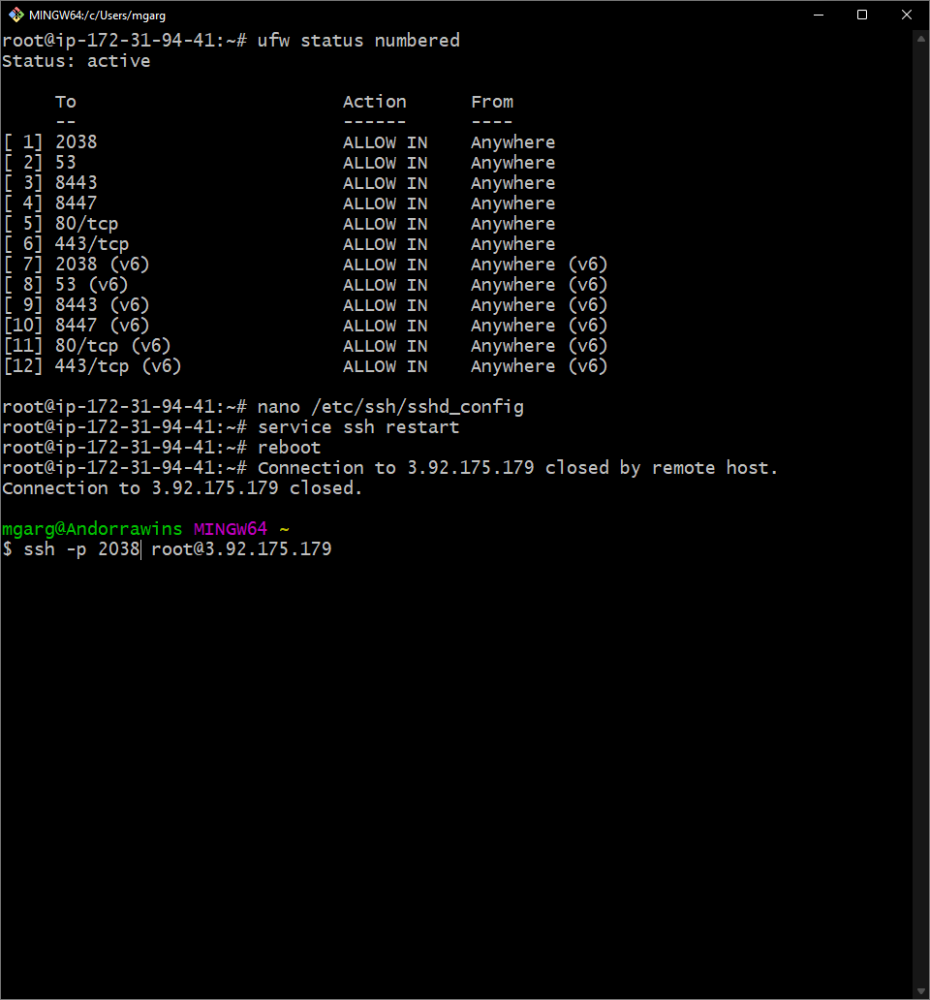 MINGW64:/c/Users/mgarg
root@ip-172-31-94-41:~# ufw status numbered
Status: active
     To                         Action      From
     --                         ------      ----
[ 1] 2038                       ALLOW IN    Anywhere
[ 2] 53                         ALLOW IN    Anywhere
[ 3] 8443                       ALLOW IN    Anywhere
[ 4] 8447                       ALLOW IN    Anywhere
[ 5] 80/tcp                     ALLOW IN    Anywhere
[ 6] 443/tcp                    ALLOW IN    Anywhere
[ 7] 2038 (v6)                  ALLOW IN    Anywhere (v6)
[ 8] 53 (v6)                    ALLOW IN    Anywhere (v6)
[ 9] 8443 (v6)                  ALLOW IN    Anywhere (v6)
[10] 8447 (v6)                  ALLOW IN    Anywhere (v6)
[11] 80/tcp (v6)                ALLOW IN    Anywhere (v6)
[12] 443/tcp (v6)               ALLOW IN    Anywhere (v6)
root@ip-172-31-94-41:~# nano /etc/ssh/sshd_config
root@ip-172-31-94-41:~# service ssh restart
root@ip-172-31-94-41:~# reboot
root@ip-172-31-94-41:~# Connection to 3.92.175.179 closed by remote host.
Connection to 3.92.175.179 closed.
mgarg@Andorrawins MINGW64 ~
$ ssh -p 2038 root@3.92.175.179